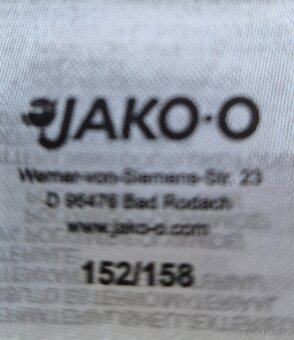 JAKO-O
Werner-von-Siemens-Str. 23
D 96476 Bad Rodach
www.jako-o.com
152/158